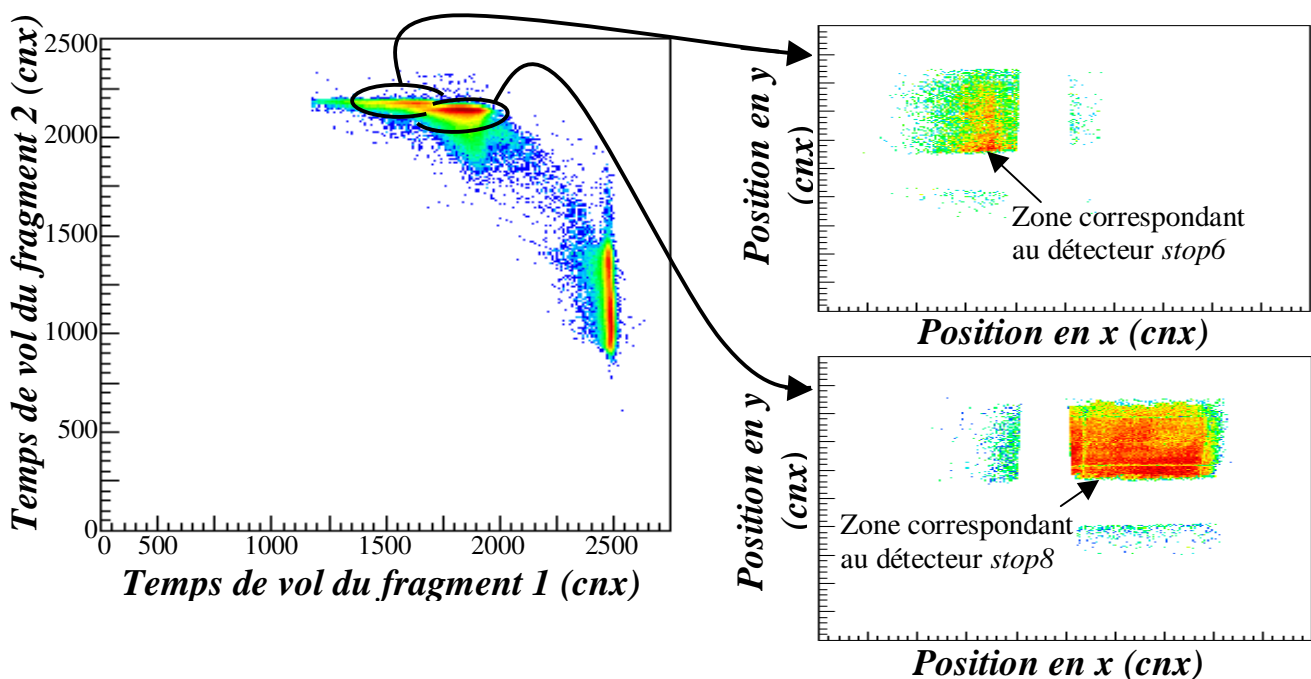 Temps de vol du fragment 2 (cnx)
2500
2000
1500
1000
500
0
0
500
1000
1500
2000
2500
Temps de vol du fragment 1 (cnx)
Position en y
(cnx)
Zone correspondant
au détecteur stop6
Position en x (cnx)
Position en y
(cnx)
Zone correspondant
au détecteur stop8
Position en x (cnx)